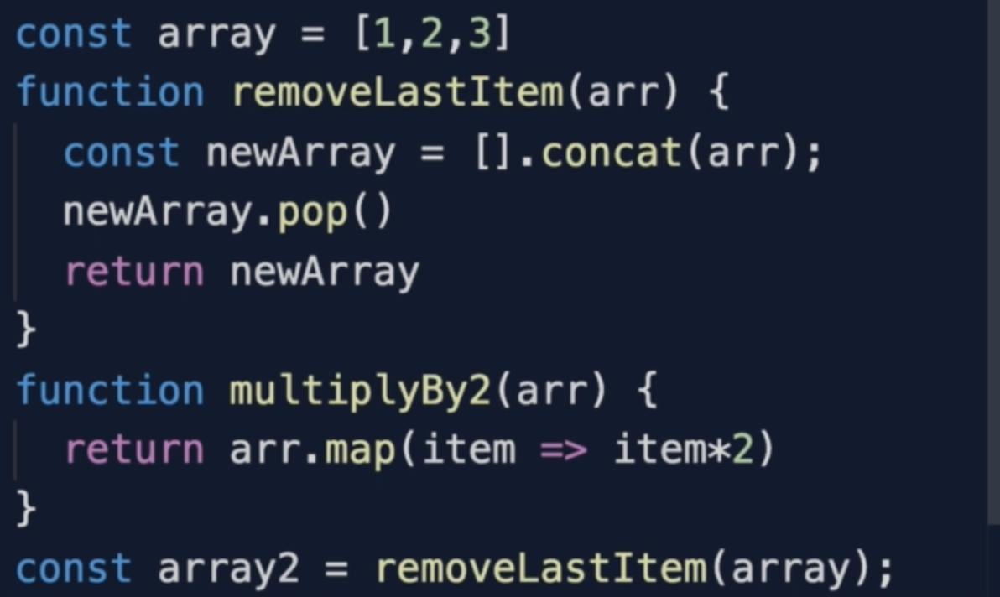 const array = [1,2,3]
function removeLastItem(arr) {
  const newArray = [].concat(arr);
  newArray.pop()
  return newArray
}
function multiplyBy2(arr) {
  return arr.map(item => item*2)
}
const array2 = removeLastItem(array);